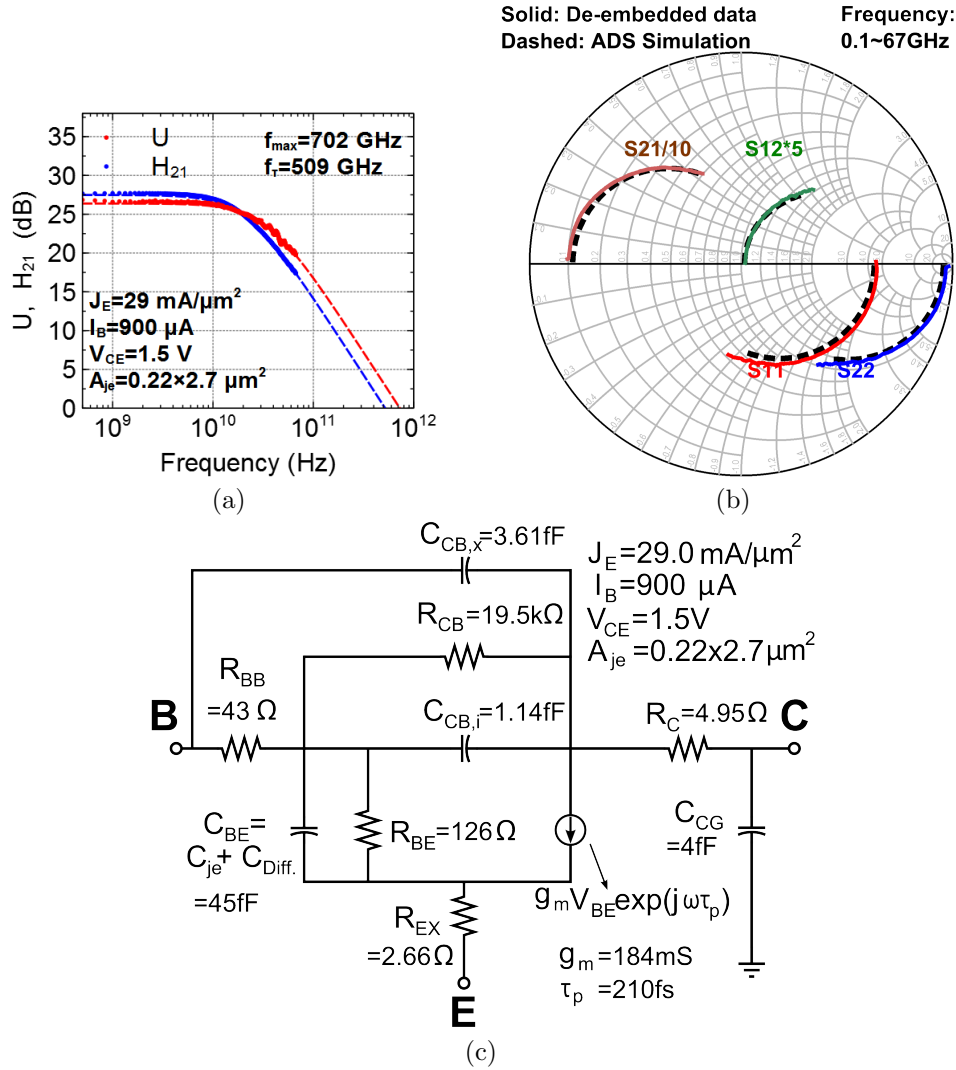 Solid: De-embedded data
Dashed: ADS Simulation
Frequency:
0.1~67GHz
U
H21
fmax=702 GHz
fT=509 GHz
JE=29 mA/μm2
IB=900 μA
VCE=1.5 V
Aje=0.22×2.7 μm2
U, H21 (dB)
35
30
25
20
15
10
5
0
10^9
10^10
10^11
10^12
Frequency (Hz)
(a)
S21/10
S12*5
S11
S22
(b)
CCB,x=3.61fF
JE=29.0 mA/μm2
IB=900 μA
VCE=1.5V
Aje=0.22x2.7μm2
RCB=19.5kΩ
RBB
=43 Ω
B
CCB,i=1.14fF
RC=4.95Ω
C
CBE=
Cje+ CDiff.
=45fF
RBE=126Ω
CCG
=4fF
gmVBEexp(jωτp)
REX
=2.66Ω
gm=184mS
τp =210fs
E
(c)